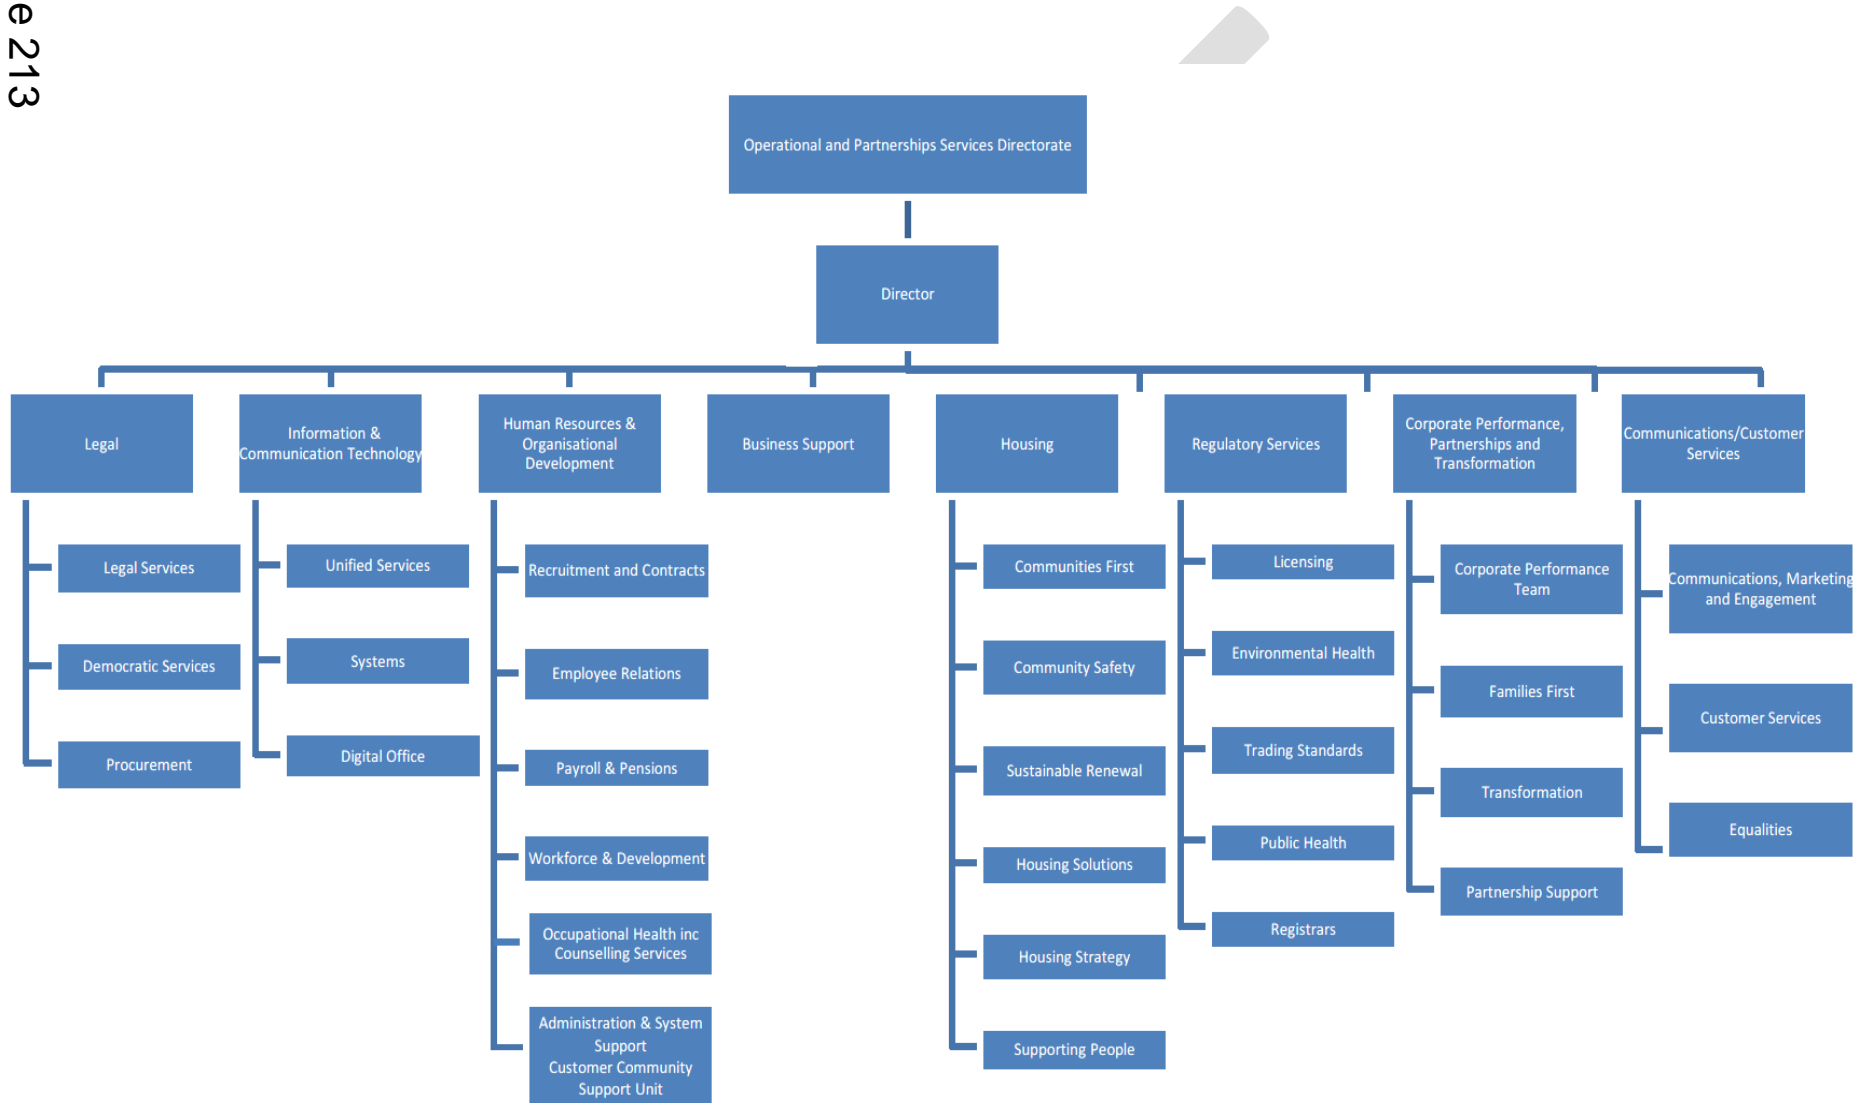 e 213
Operational and Partnerships Services Directorate
Director
Legal
Information &
Communication Technology
Human Resources &
Organisational
Development
Business Support
Housing
Regulatory Services
Corporate Performance,
Partnerships and
Transformation
Communications/Customer
Services
Legal Services
Democratic Services
Procurement
Unified Services
Systems
Digital Office
Recruitment and Contracts
Employee Relations
Payroll & Pensions
Workforce & Development
Occupational Health inc
Counselling Services
Administration & System
Support
Customer Community
Support Unit
Communities First
Community Safety
Sustainable Renewal
Housing Solutions
Housing Strategy
Supporting People
Licensing
Environmental Health
Trading Standards
Public Health
Registrars
Corporate Performance
Team
Families First
Transformation
Partnership Support
Communications, Marketing
and Engagement
Customer Services
Equalities